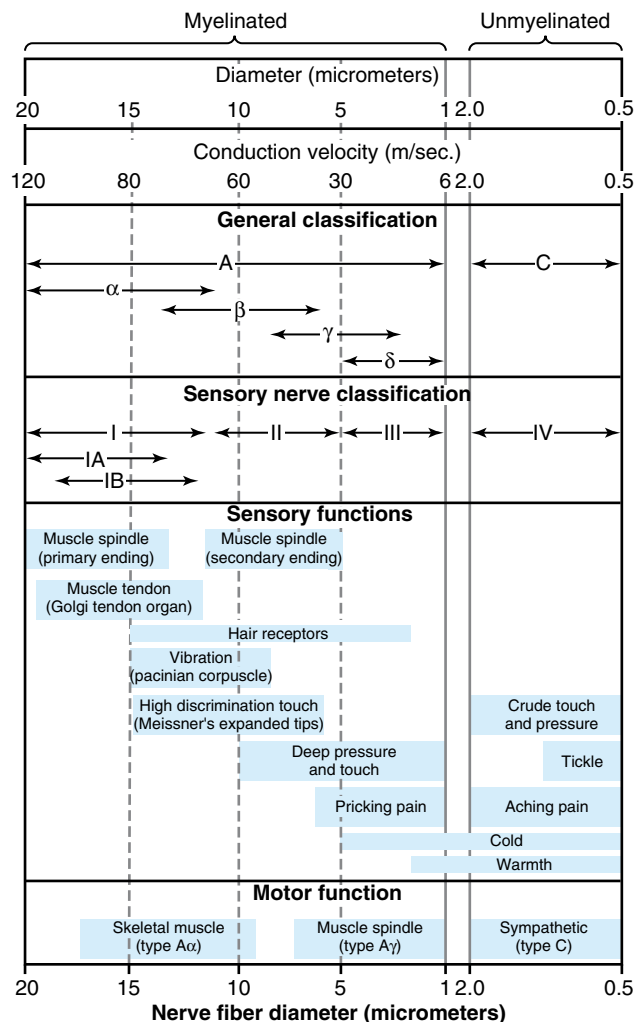 Myelinated Unmyelinated
Diameter (micrometers)
20 15 10 5 1 2.0 0.5
Conduction velocity (m/sec.)
120 80 60 30 6 2.0 0.5
General classification
A C
α
β
γ
δ
Sensory nerve classification
I II III IV
IA
IB
Sensory functions
Muscle spindle
(primary ending)
Muscle spindle
(secondary ending)
Muscle tendon
(Golgi tendon organ)
Hair receptors
Vibration
(pacinian corpuscle)
High discrimination touch
(Meissner's expanded tips)
Crude touch
and pressure
Deep pressure
and touch
Tickle
Pricking pain
Aching pain
Cold
Warmth
Motor function
Skeletal muscle
(type Aα)
Muscle spindle
(type Aγ)
Sympathetic
(type C)
20 15 10 5 1 2.0 0.5
Nerve fiber diameter (micrometers)